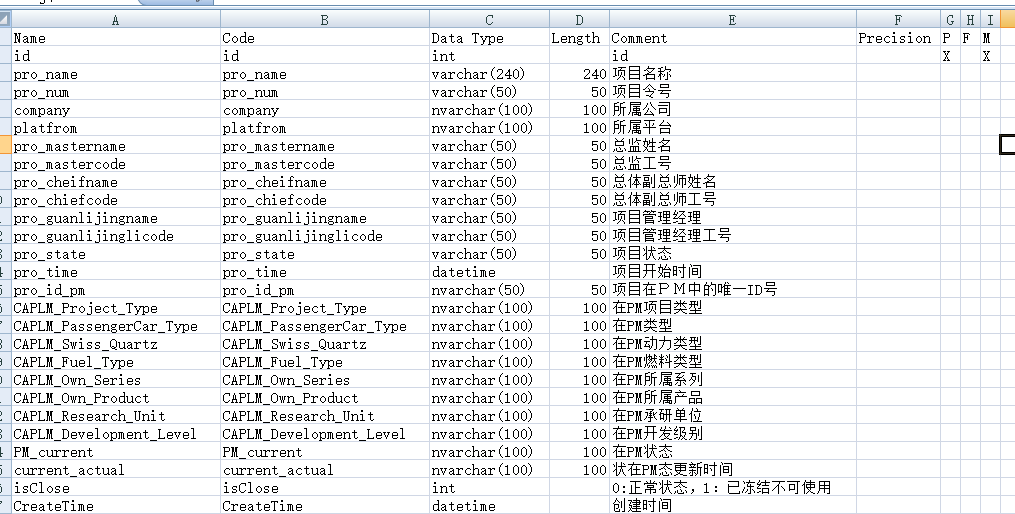 A B C D E F G H I
Name Code Data Type Length Comment Precision P F M
id id int id X X
pro_name pro_name varchar(240) 240 项目名称
pro_num pro_num varchar(50) 50 项目令号
company company nvarchar(100) 100 所属公司
platfrom platfrom nvarchar(100) 100 所属平台
pro_mastername pro_mastername varchar(50) 50 总监姓名
pro_mastercode pro_mastercode varchar(50) 50 总监工号
pro_cheifname pro_cheifname varchar(50) 50 总体副总师姓名
pro_chiefcode pro_chiefcode varchar(50) 50 总体副总师工号
pro_guanlijingname pro_guanlijingname varchar(50) 50 项目管理经理
pro_guanlijinglicode pro_guanlijinglicode varchar(50) 50 项目管理经理工号
pro_state pro_state varchar(50) 50 项目状态
pro_time pro_time datetime 项目开始时间
pro_id_pm pro_id_pm nvarchar(50) 50 项目在ＰＭ中的唯一ID号
CAPLM_Project_Type CAPLM_Project_Type nvarchar(100) 100 在PM项目类型
CAPLM_PassengerCar_Type CAPLM_PassengerCar_Type nvarchar(100) 100 在PM类型
CAPLM_Swiss_Quartz CAPLM_Swiss_Quartz nvarchar(100) 100 在PM动力类型
CAPLM_Fuel_Type CAPLM_Fuel_Type nvarchar(100) 100 在PM燃料类型
CAPLM_Own_Series CAPLM_Own_Series nvarchar(100) 100 在PM所属系列
CAPLM_Own_Product CAPLM_Own_Product nvarchar(100) 100 在PM所属产品
CAPLM_Research_Unit CAPLM_Research_Unit nvarchar(100) 100 在PM承研单位
CAPLM_Development_Level CAPLM_Development_Level nvarchar(100) 100 在PM开发级别
PM_current PM_current nvarchar(100) 100 在PM状态
current_actual current_actual nvarchar(100) 100 状在PM态更新时间
isClose isClose int 0:正常状态，1：已冻结不可使用
CreateTime CreateTime datetime 创建时间